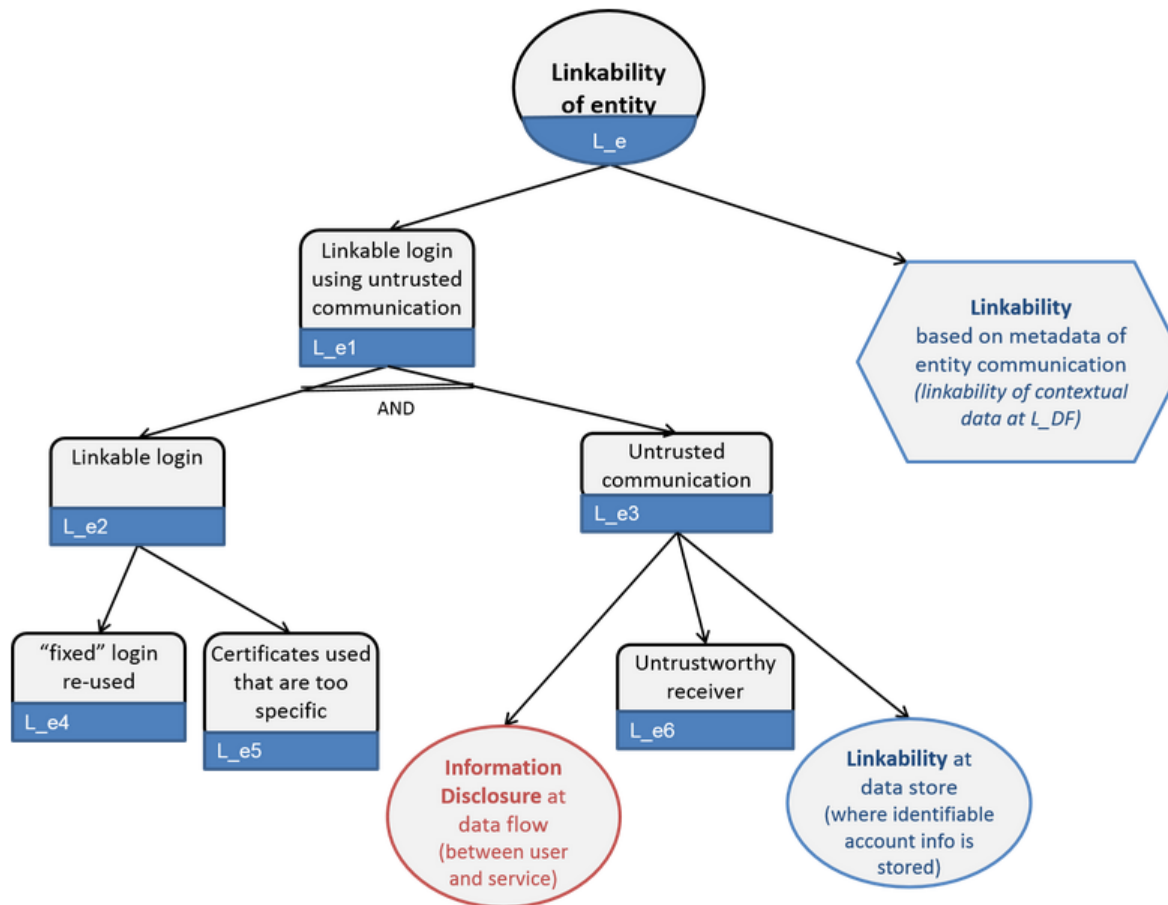 Linkability
of entity
L_e
Linkable login
using untrusted
communication
L_e1
Linkability
based on metadata of
entity communication
(linkability of contextual
data at L_DF)
AND
Linkable login
L_e2
Untrusted
communication
L_e3
“fixed” login
re-used
L_e4
Certificates used
that are too
specific
L_e5
Untrustworthy
receiver
L_e6
Information
Disclosure at
data flow
(between user
and service)
Linkability at
data store
(where identifiable
account info is
stored)